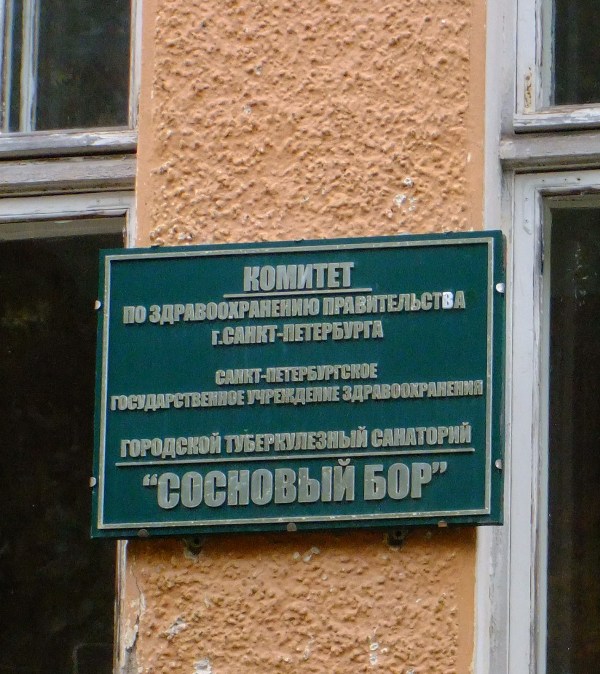 КОМИТЕТ
ПО ЗДРАВООХРАНЕНИЮ ПРАВИТЕЛЬСТВА
г.САНКТ-ПЕТЕРБУРГА
САНКТ-ПЕТЕРБУРГСКОЕ
ГОСУДАРСТВЕННОЕ УЧРЕЖДЕНИЕ ЗДРАВООХРАНЕНИЯ
ГОРОДСКОЙ ТУБЕРКУЛЕЗНЫЙ САНАТОРИЙ
“СОСНОВЫЙ БОР”